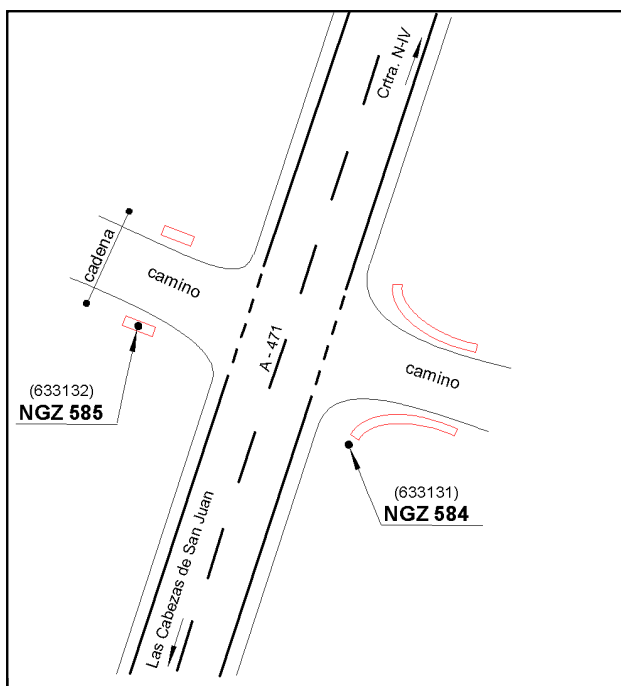 Crtra. N-IV
cadena
camino
A - 471
camino
(633132)
NGZ 585
(633131)
NGZ 584
Las Cabezas de San Juan